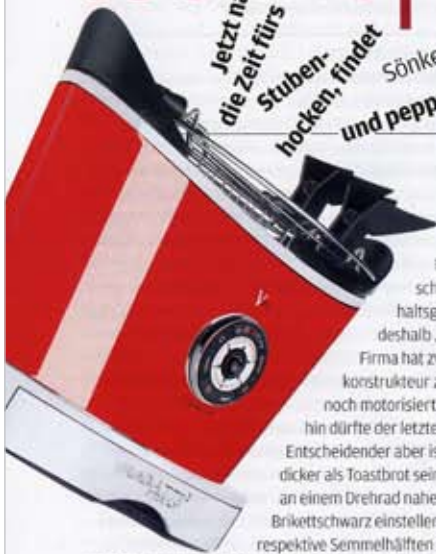 Jetzt
die Zeit fürs
Stuben-
hocken, findet
Sönke
und pepp
sch
haltsg
deshalb
Firma hat z
konstrukteur z
noch motorisiert
hin dürfte der letzte
Entscheidender aber is
dicker als Toastbrot sein
an einem Drehrad nahe
Brikettschwarz einstellen
respektive Semmelhälften
V